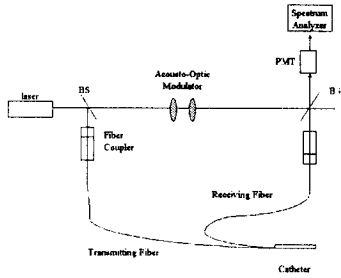 Spectrum
Analyzer
PMT
Acousto-Optic
Modulator
BS
laser
Fiber
Coupler
Receiving Fiber
Transmitting Fiber
Catheter